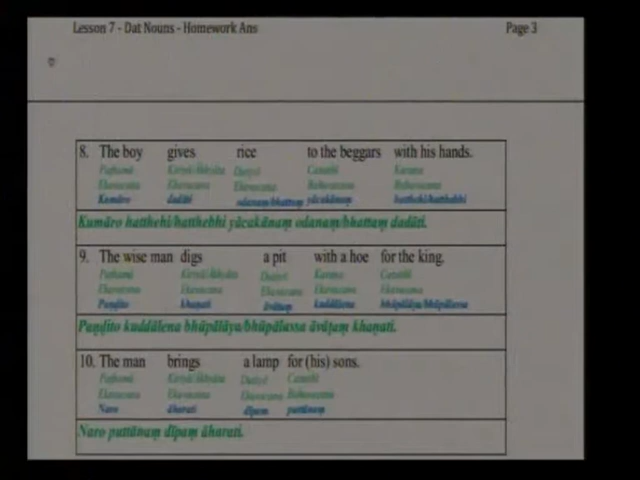 Lesson 7 - Dat Nouns - Homework Ans Page 3
8. The boy gives rice to the beggars with his hands.
Paṭhamā Kiriyā/Ākhyāta Dutiyā Catutthī Karaṇa
Ekavacana Ekavacana Ekavacana Bahuvacana Bahuvacana
Kumāro dadāti odanaṃ/bhattaṃ yācakānaṃ hatthehi/hatthebhi
Kumāro hatthehi/hatthebhi yācakānaṃ odanaṃ/bhattaṃ dadāti.
9. The wise man digs a pit with a hoe for the king.
Paṭhamā Kiriyā/Ākhyāta Dutiyā Karaṇa Catutthī
Ekavacana Ekavacana Ekavacana Ekavacana Ekavacana
Paṇḍito khaṇati āvāṭaṃ kuddālena bhūpālāya/bhūpālassa
Paṇḍito kuddālena bhūpālāya/bhūpālassa āvāṭaṃ khaṇati.
10. The man brings a lamp for (his) sons.
Paṭhamā Kiriyā/Ākhyāta Dutiyā Catutthī
Ekavacana Ekavacana Ekavacana Bahuvacana
Naro āharati dīpaṃ puttānaṃ
Naro puttānaṃ dīpaṃ āharati.